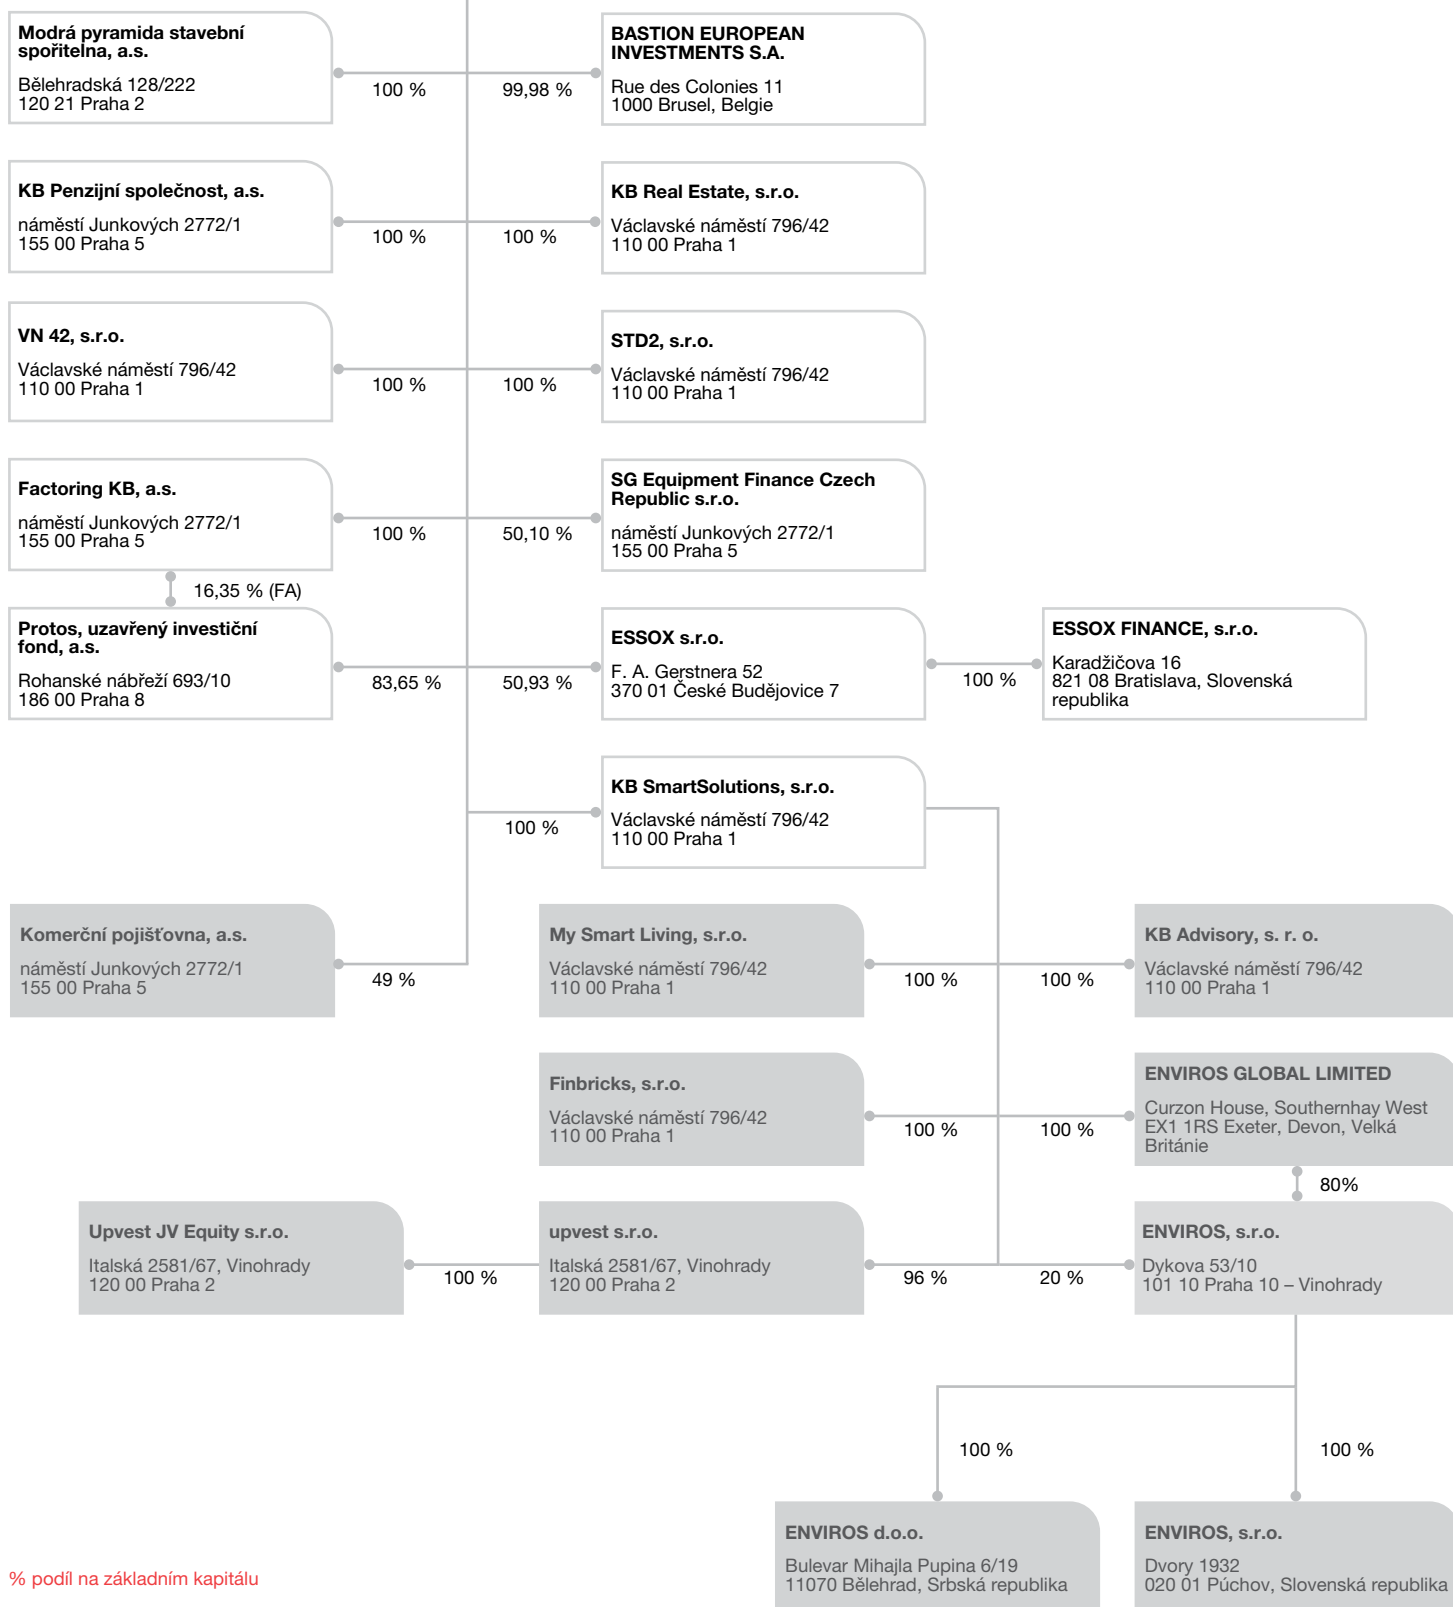 Modrá pyramida stavební
spořitelna, a.s.
Bělehradská 128/222
120 21 Praha 2
100 %
99,98 %
BASTION EUROPEAN
INVESTMENTS S.A.
Rue des Colonies 11
1000 Brusel, Belgie
KB Penzijní společnost, a.s.
náměstí Junkových 2772/1
155 00 Praha 5
100 %
100 %
KB Real Estate, s.r.o.
Václavské náměstí 796/42
110 00 Praha 1
VN 42, s.r.o.
Václavské náměstí 796/42
110 00 Praha 1
100 %
100 %
STD2, s.r.o.
Václavské náměstí 796/42
110 00 Praha 1
Factoring KB, a.s.
náměstí Junkových 2772/1
155 00 Praha 5
100 %
50,10 %
SG Equipment Finance Czech
Republic s.r.o.
náměstí Junkových 2772/1
155 00 Praha 5
16,35 % (FA)
Protos, uzavřený investiční
fond, a.s.
Rohanské nábřeží 693/10
186 00 Praha 8
83,65 %
50,93 %
ESSOX s.r.o.
F. A. Gerstnera 52
370 01 České Budějovice 7
100 %
ESSOX FINANCE, s.r.o.
Karadžičova 16
821 08 Bratislava, Slovenská
republika
100 %
KB SmartSolutions, s.r.o.
Václavské náměstí 796/42
110 00 Praha 1
Komerční pojišťovna, a.s.
náměstí Junkových 2772/1
155 00 Praha 5
49 %
My Smart Living, s.r.o.
Václavské náměstí 796/42
110 00 Praha 1
100 %
100 %
KB Advisory, s. r. o.
Václavské náměstí 796/42
110 00 Praha 1
Finbricks, s.r.o.
Václavské náměstí 796/42
110 00 Praha 1
100 %
100 %
ENVIROS GLOBAL LIMITED
Curzon House, Southernhay West
EX1 1RS Exeter, Devon, Velká
Británie
80%
Upvest JV Equity s.r.o.
Italská 2581/67, Vinohrady
120 00 Praha 2
100 %
upvest s.r.o.
Italská 2581/67, Vinohrady
120 00 Praha 2
96 %
20 %
ENVIROS, s.r.o.
Dykova 53/10
101 10 Praha 10 – Vinohrady
100 %
100 %
ENVIROS d.o.o.
Bulevar Mihajla Pupina 6/19
11070 Bělehrad, Srbská republika
ENVIROS, s.r.o.
Dvory 1932
020 01 Púchov, Slovenská republika
% podíl na základním kapitálu